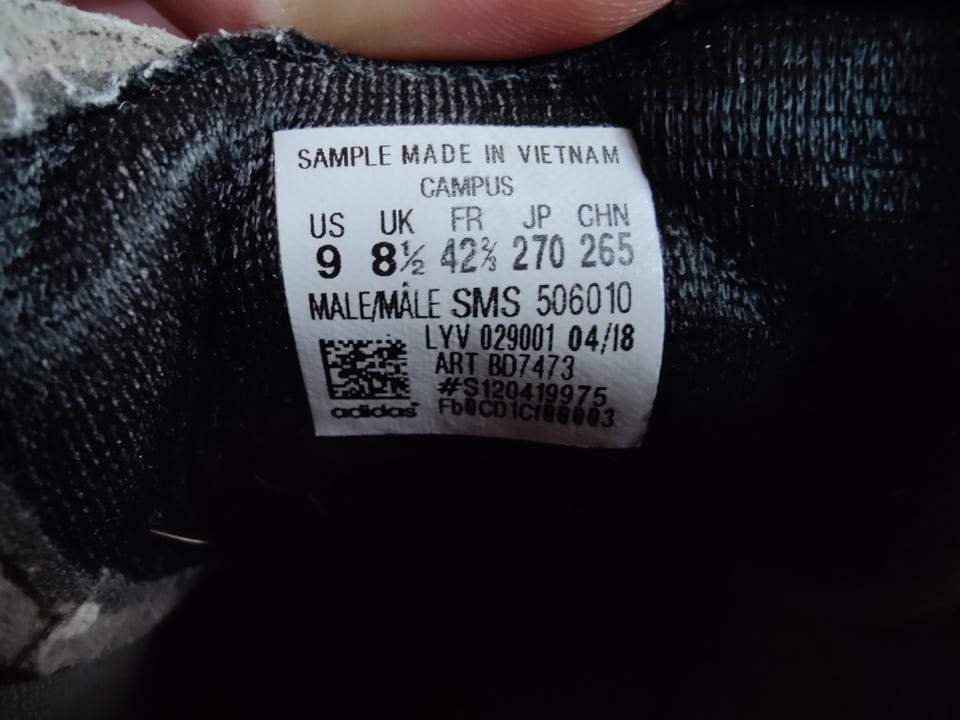 SAMPLE MADE IN VIETNAM
CAMPUS
US UK FR JP CHN
9 8½ 42⅔ 270 265
MALE/MÂLE SMS 506010
LYV 029001 04/18
ART BD7473
#S120419975
adidas